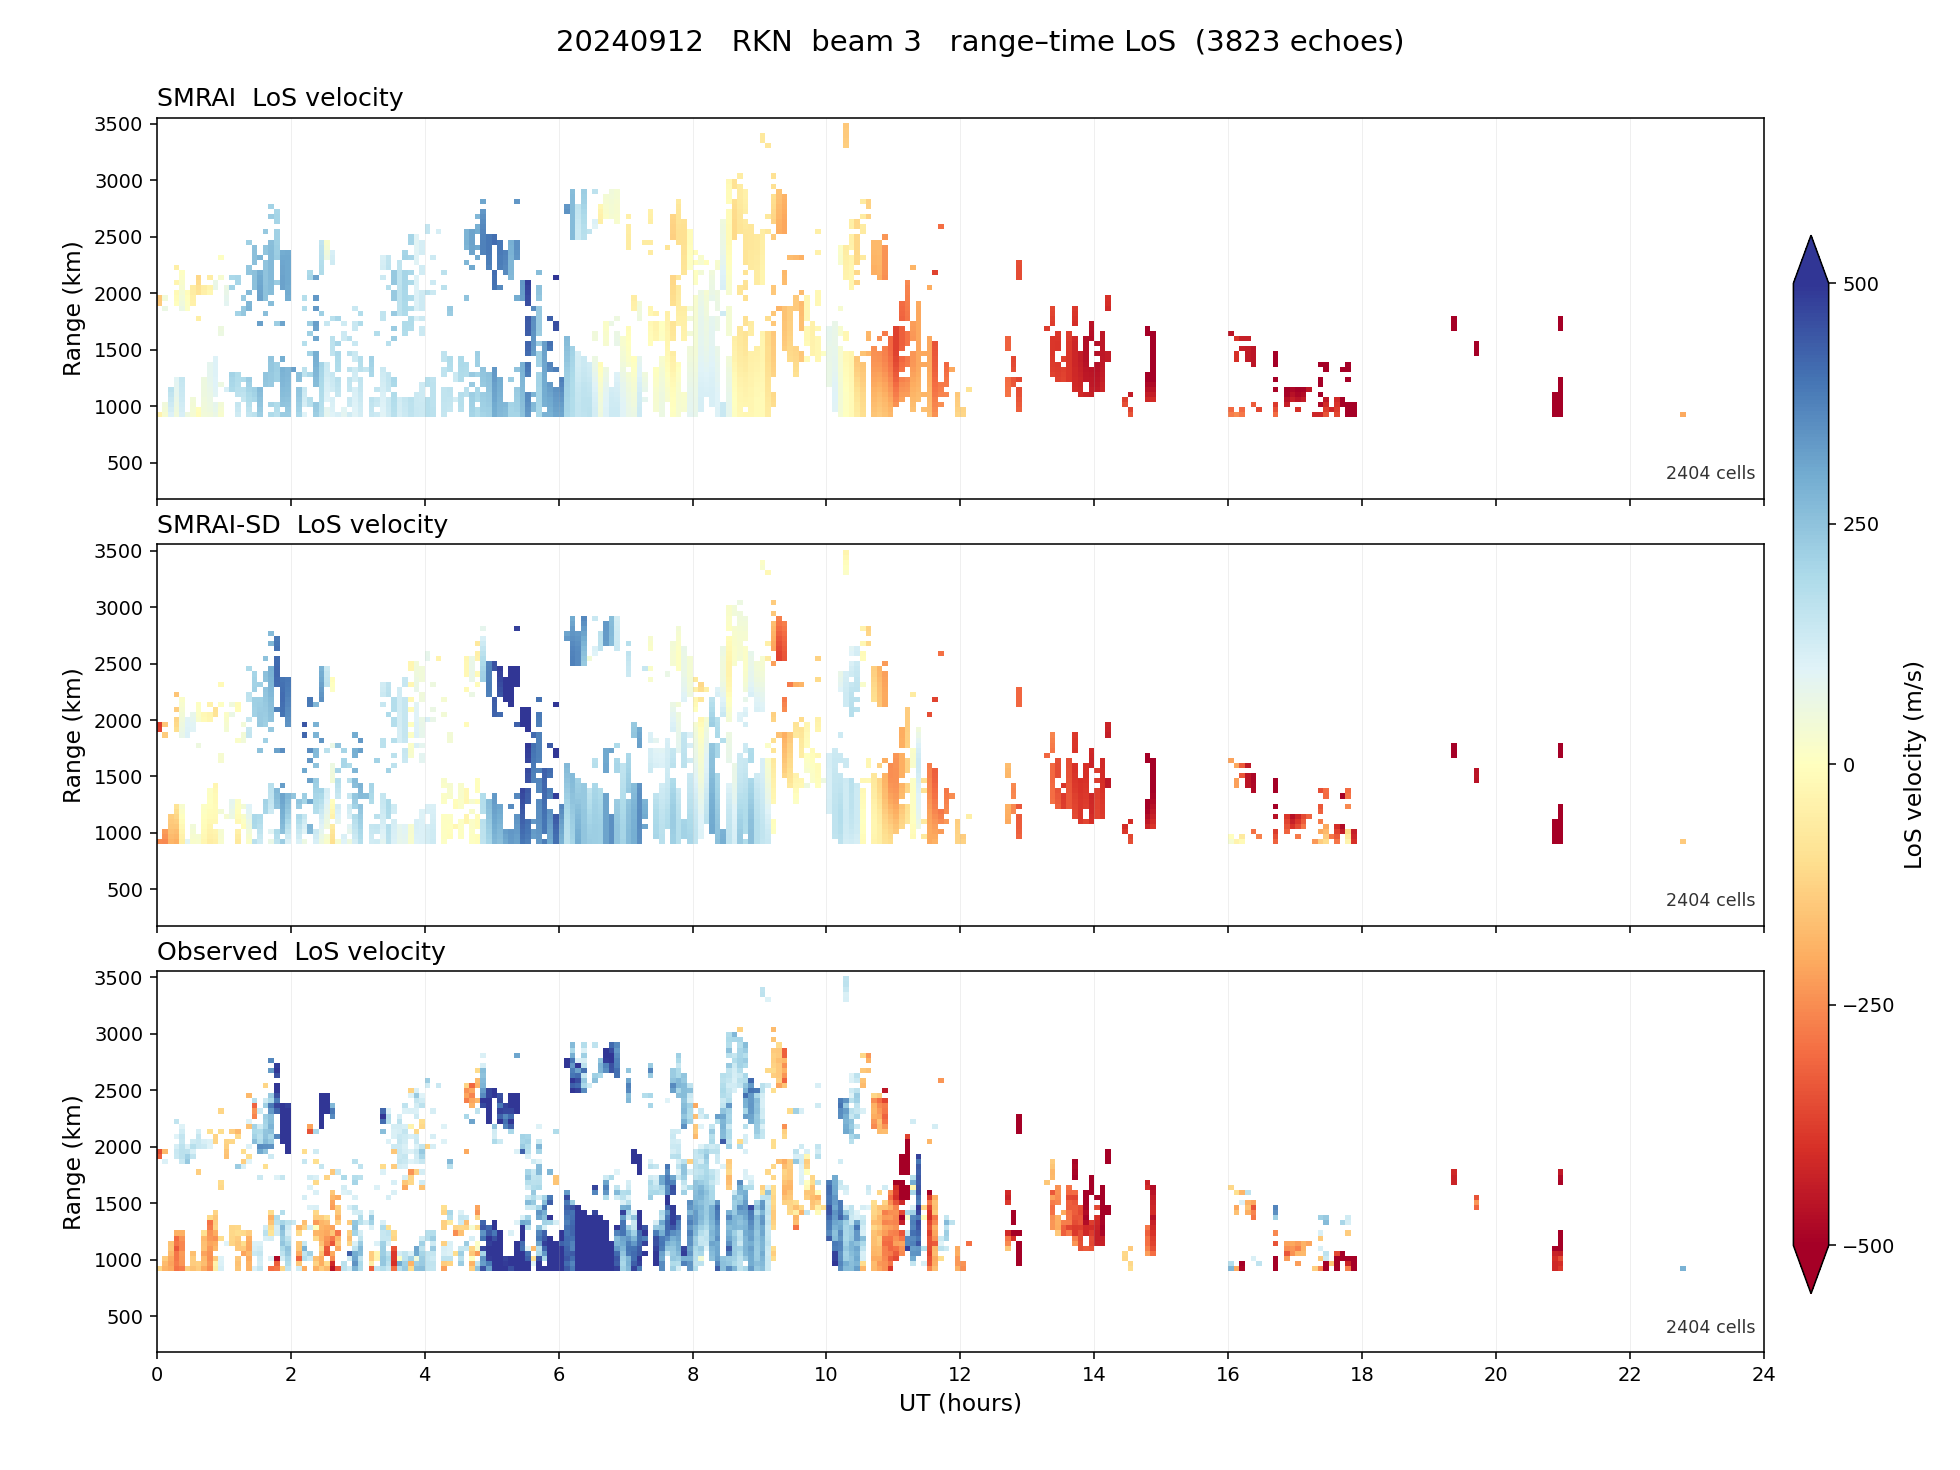 20240912   RKN  beam 3   range–time LoS  (3823 echoes)
SMRAI  LoS velocity
3500
3000
2500
2000
1500
1000
500
Range (km)
2404 cells
SMRAI-SD  LoS velocity
3500
3000
2500
2000
1500
1000
500
Range (km)
2404 cells
Observed  LoS velocity
3500
3000
2500
2000
1500
1000
500
Range (km)
2404 cells
0 2 4 6 8 10 12 14 16 18 20 22 24
UT (hours)
500
250
0
−250
−500
LoS velocity (m/s)